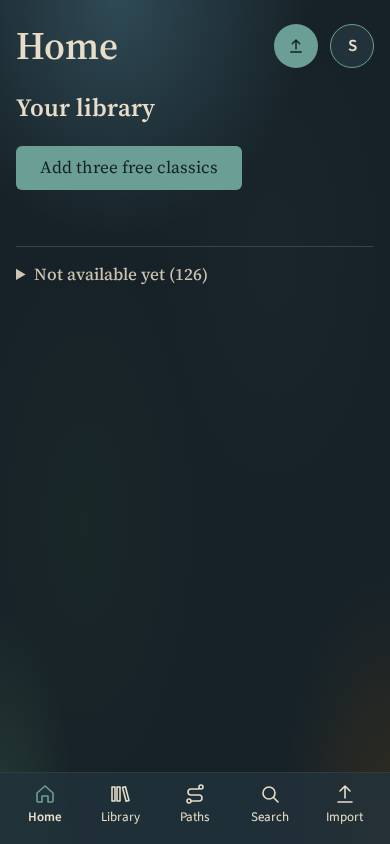 Home
S
Your library
Add three free classics
Not available yet (126)
Home
Library
Paths
Search
Import